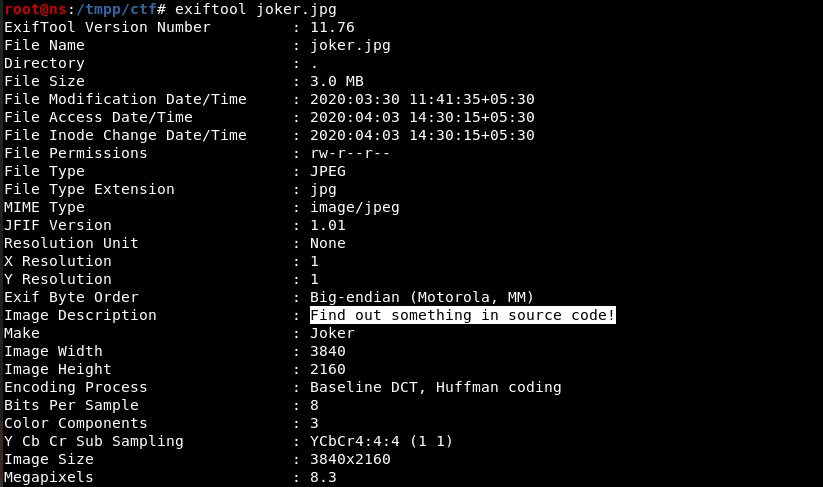 root@ns:/tmpp/ctf# exiftool joker.jpg
ExifTool Version Number         : 11.76
File Name                       : joker.jpg
Directory                       : .
File Size                       : 3.0 MB
File Modification Date/Time     : 2020:03:30 11:41:35+05:30
File Access Date/Time           : 2020:04:03 14:30:15+05:30
File Inode Change Date/Time     : 2020:04:03 14:30:15+05:30
File Permissions                : rw-r--r--
File Type                       : JPEG
File Type Extension             : jpg
MIME Type                       : image/jpeg
JFIF Version                    : 1.01
Resolution Unit                 : None
X Resolution                    : 1
Y Resolution                    : 1
Exif Byte Order                 : Big-endian (Motorola, MM)
Image Description               : Find out something in source code!
Make                            : Joker
Image Width                     : 3840
Image Height                    : 2160
Encoding Process                : Baseline DCT, Huffman coding
Bits Per Sample                 : 8
Color Components                : 3
Y Cb Cr Sub Sampling            : YCbCr4:4:4 (1 1)
Image Size                      : 3840x2160
Megapixels                      : 8.3